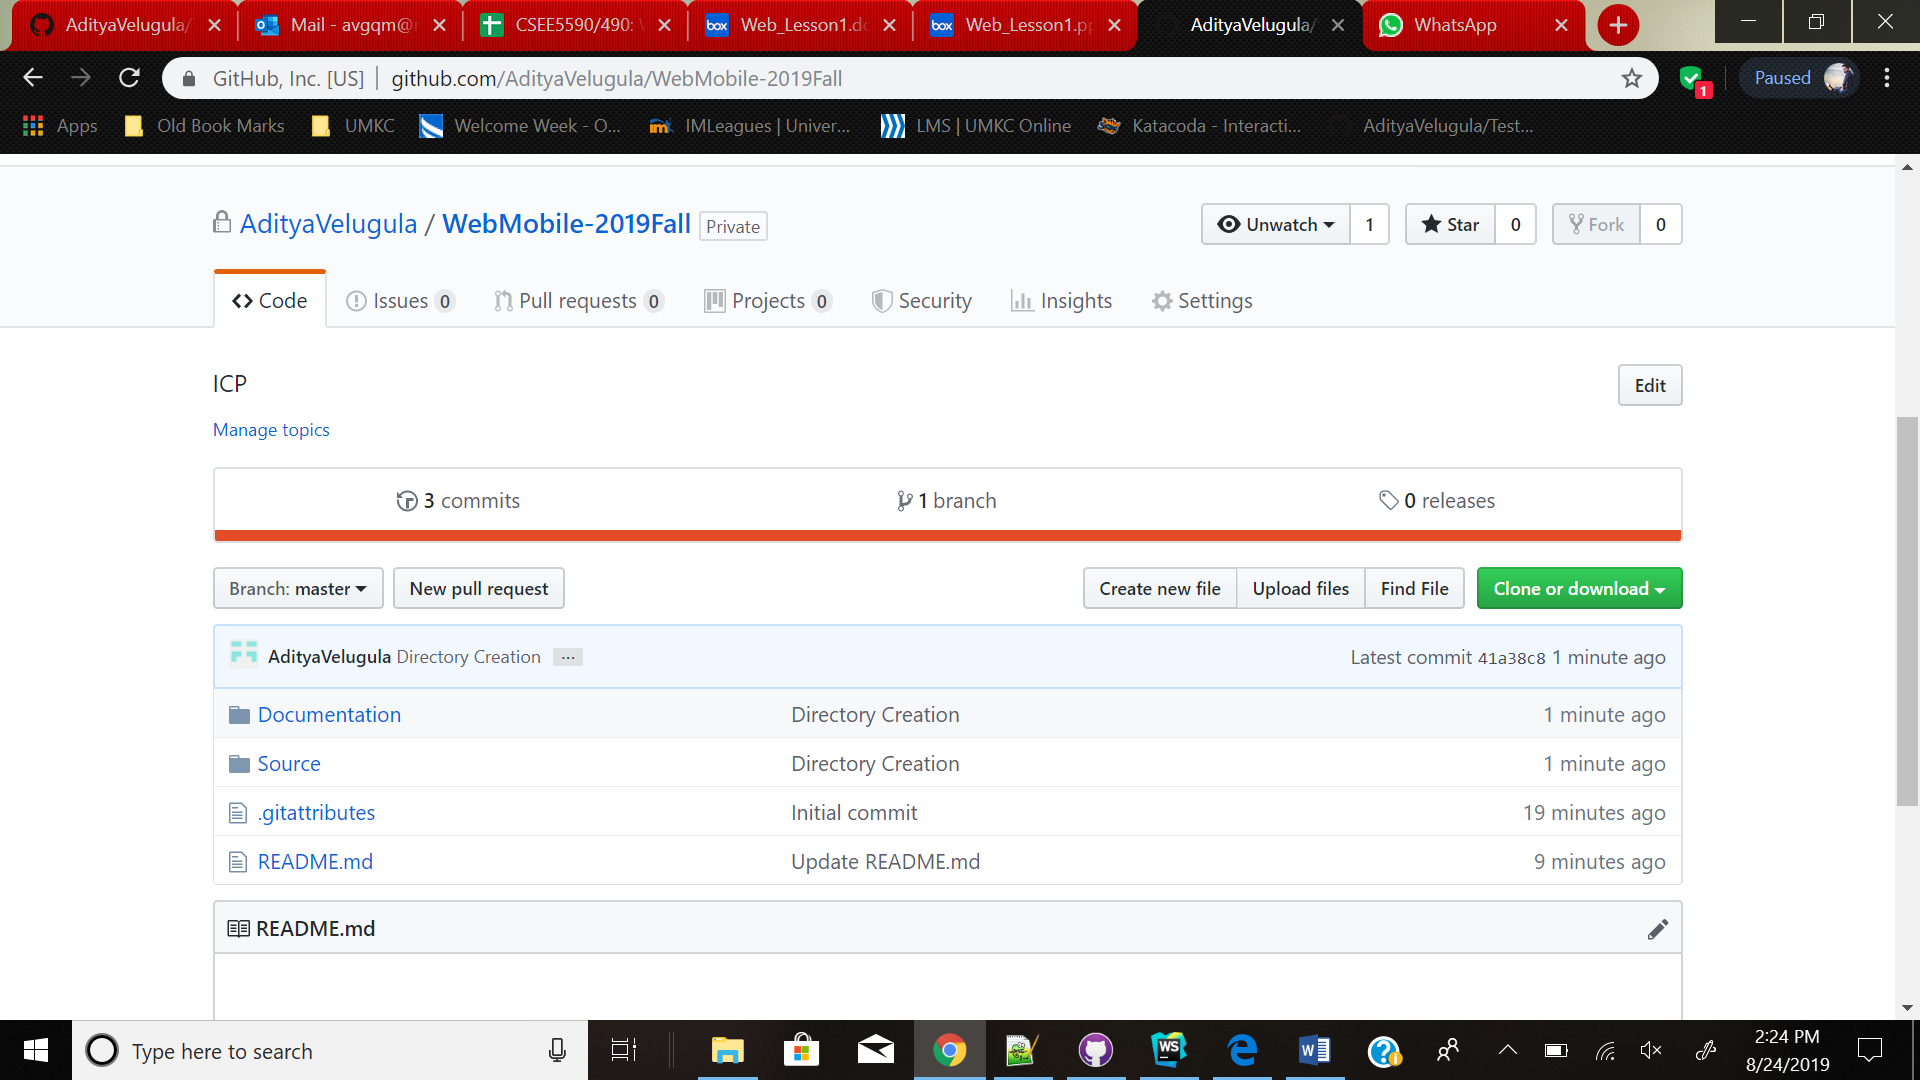 AdityaVelugula/
Mail - avgqm@
CSEE5590/490:
Web_Lesson1.do
Web_Lesson1.p
AdityaVelugula/
WhatsApp
GitHub, Inc. [US] | github.com/AdityaVelugula/WebMobile-2019Fall
Paused
1
Apps
Old Book Marks
UMKC
Welcome Week - O...
IMLeagues | Univer...
LMS | UMKC Online
Katacoda - Interacti...
AdityaVelugula/Test...
AdityaVelugula / WebMobile-2019Fall Private
Unwatch 1
Star 0
Fork 0
Code
Issues 0
Pull requests 0
Projects 0
Security
Insights
Settings
ICP
Edit
Manage topics
3 commits
1 branch
0 releases
Branch: master
New pull request
Create new file
Upload files
Find File
Clone or download
AdityaVelugula Directory Creation ...
Latest commit 41a38c8 1 minute ago
Documentation Directory Creation 1 minute ago
Source Directory Creation 1 minute ago
.gitattributes Initial commit 19 minutes ago
README.md Update README.md 9 minutes ago
README.md
Type here to search
2:24 PM
8/24/2019